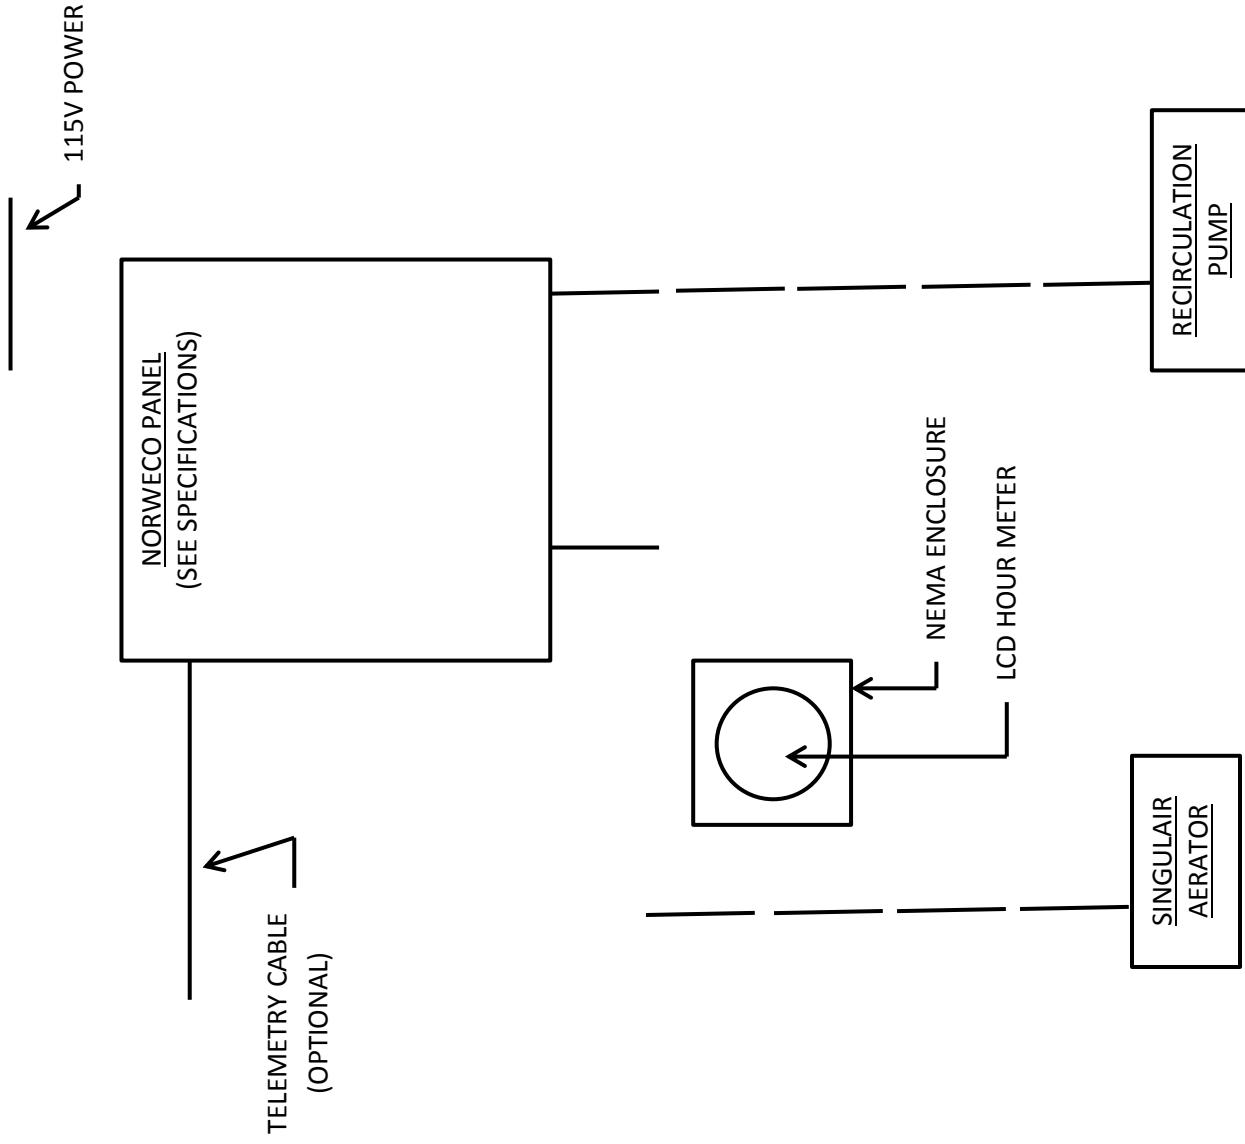 115V POWER
NORWECO PANEL
(SEE SPECIFICATIONS)
TELEMETRY CABLE
(OPTIONAL)
NEMA ENCLOSURE
LCD HOUR METER
RECIRCULATION
PUMP
SINGULAIR
AERATOR